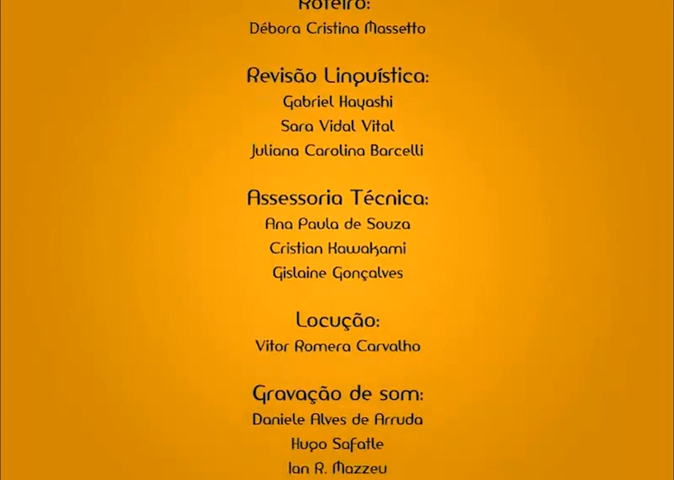 Roteiro:
Débora Cristina Massetto
Revisão Linguística:
Gabriel Hayashi
Sara Vidal Vital
Juliana Carolina Barcelli
Assessoria Técnica:
Ana Paula de Souza
Cristian Kawakami
Gislaine Gonçalves
Locução:
Vitor Romera Carvalho
Gravação de som:
Daniele Alves de Arruda
Hugo Safatle
Ian R. Mazzeu